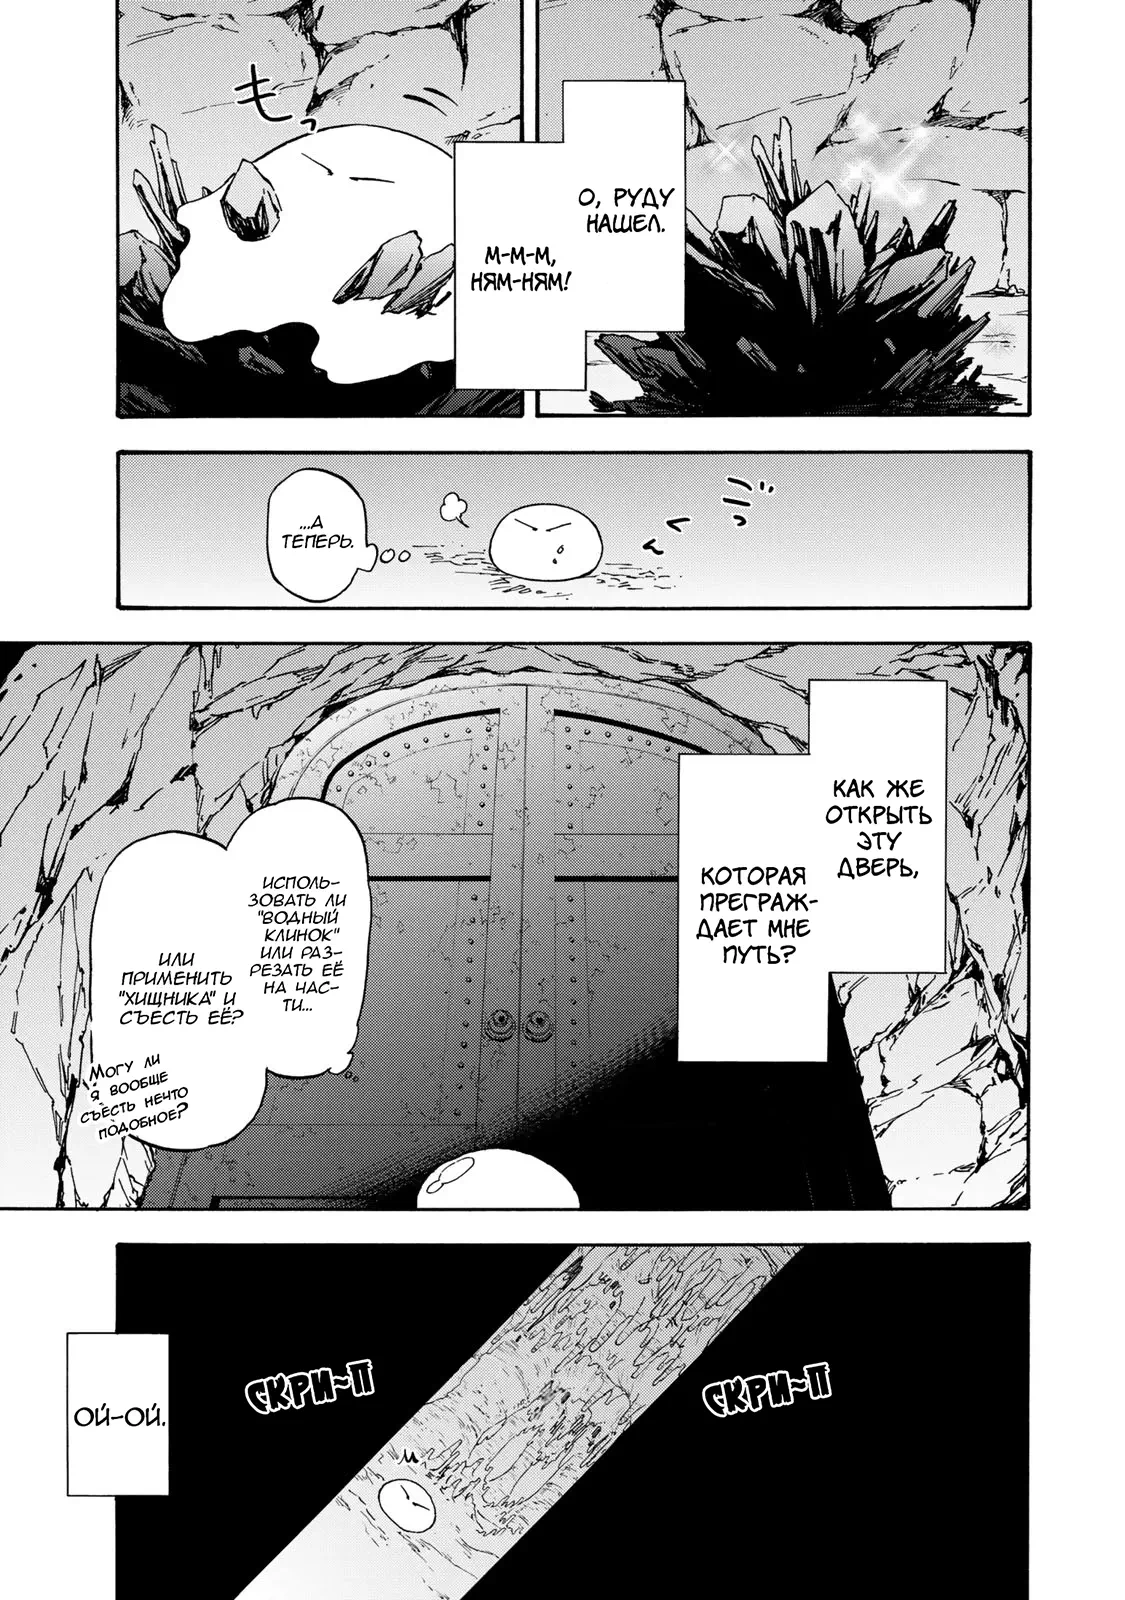 О, РУДУ
НАШЕЛ.
М-М-М,
НЯМ-НЯМ!
...А
ТЕПЕРЬ.
КАК ЖЕ
ОТКРЫТЬ
ЭТУ
ДВЕРЬ,
КОТОРАЯ
ПРЕГРАЖ-
ДАЕТ МНЕ
ПУТЬ?
ИСПОЛЬ-
ЗОВАТЬ ЛИ
"ВОДНЫЙ
КЛИНОК"
ИЛИ РАЗ-
РЕЗАТЬ ЕЁ
НА ЧАС-
ТИ...
ИЛИ
ПРИМЕНИТЬ
"ХИЩНИКА" И
СЪЕСТЬ ЕЁ?
МОГУ ЛИ
Я ВООБЩЕ
СЪЕСТЬ НЕЧТО
ПОДОБНОЕ?
СКРИ~П
СКРИ~П
ОЙ-ОЙ.